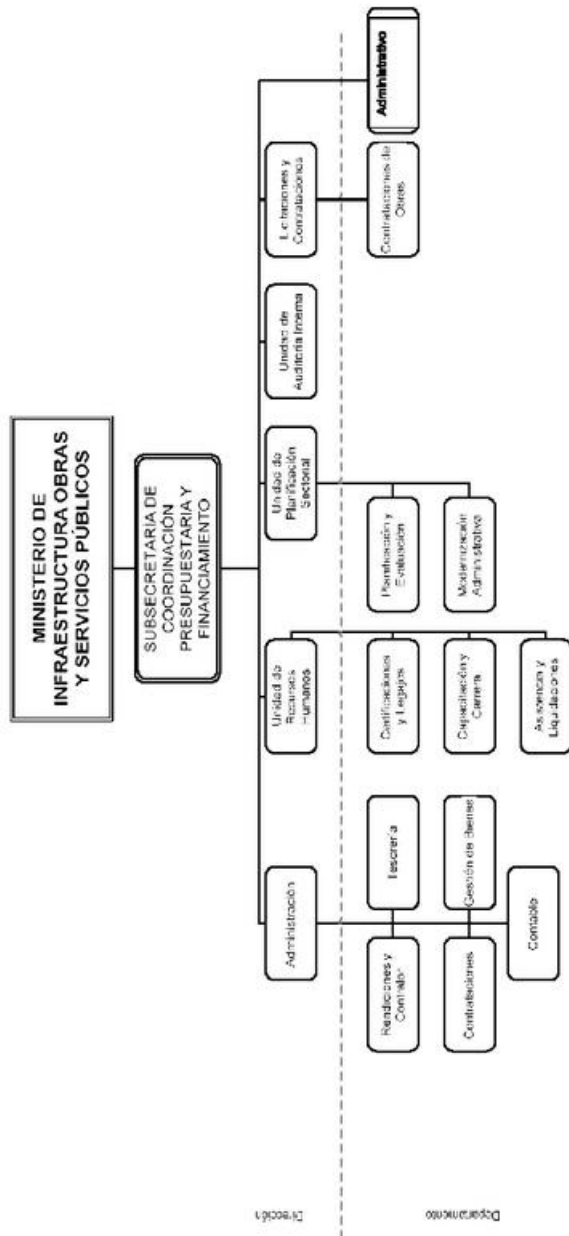 MINISTERIO DE
INFRAESTRUCTURA OBRAS
Y SERVICIOS PÚBLICOS
SUBSECRETARIA DE
COORDINACIÓN
PRESUPUESTARIA Y
FINANCIAMIENTO
Dirección
Administración
Unidad de
Recursos
Humanos
Unidad de
Planificación
Sectorial
Unidad de
Auditoría Interna
Licitaciones y
Contrataciones
Departamento
Rendiciones y
Contralor
Tesorería
Certificaciones
y Legajos
Planificación y
Evaluación
Contrataciones de
Obras
Administrativo
Contrataciones
Gestión de Bienes
Capacitación y
Carrera
Modernización
Administrativa
Contable
Asistencia y
Liquidaciones